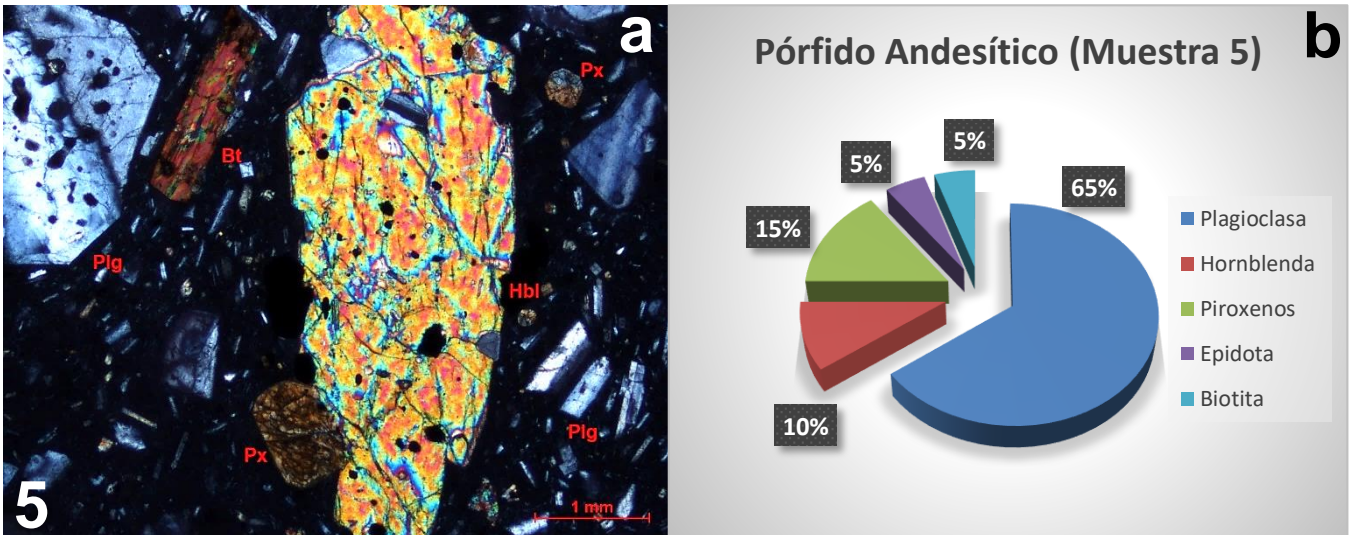 a
Px
Bt
Plg
Hbl
Plg
Px
1 mm
5
b
Pórfido Andesítico (Muestra 5)
5%
5%
65%
15%
10%
Plagioclasa
Hornblenda
Piroxenos
Epidota
Biotita